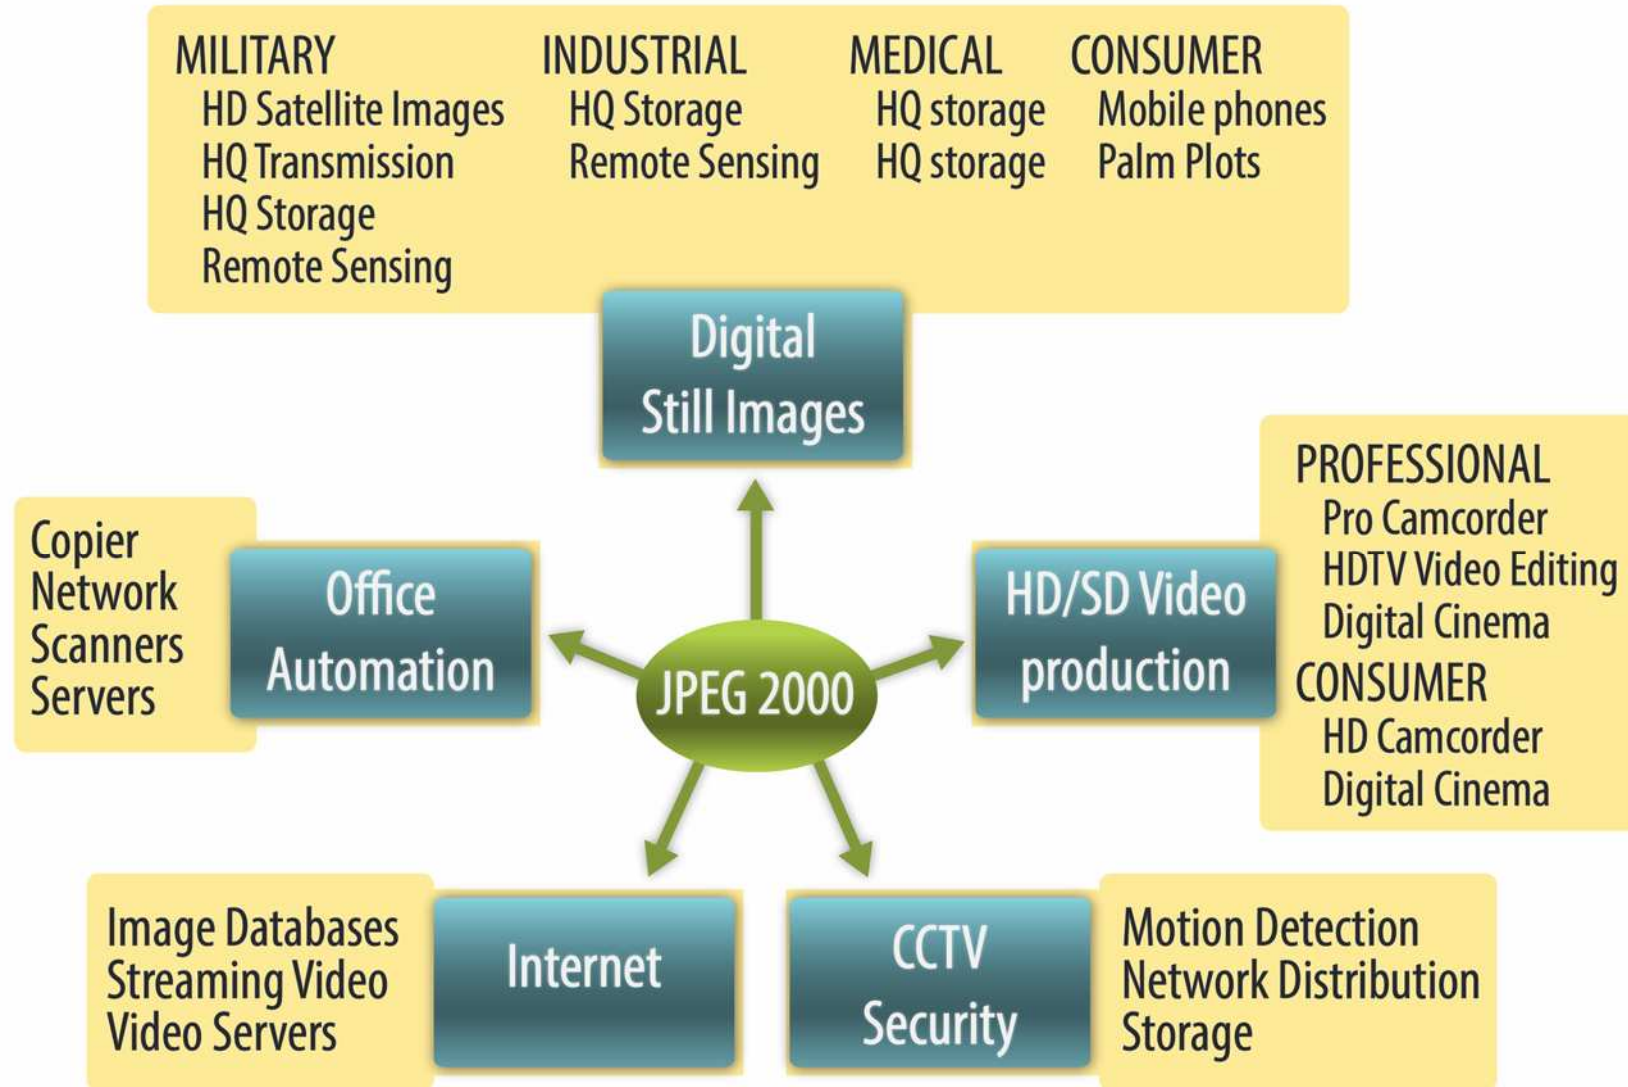 MILITARY
HD Satellite Images
HQ Transmission
HQ Storage
Remote Sensing
INDUSTRIAL
HQ Storage
Remote Sensing
MEDICAL
HQ storage
HQ storage
CONSUMER
Mobile phones
Palm Plots
Digital
Still Images
Copier
Network
Scanners
Servers
Office
Automation
JPEG 2000
HD/SD Video
production
PROFESSIONAL
Pro Camcorder
HDTV Video Editing
Digital Cinema
CONSUMER
HD Camcorder
Digital Cinema
Image Databases
Streaming Video
Video Servers
Internet
CCTV
Security
Motion Detection
Network Distribution
Storage